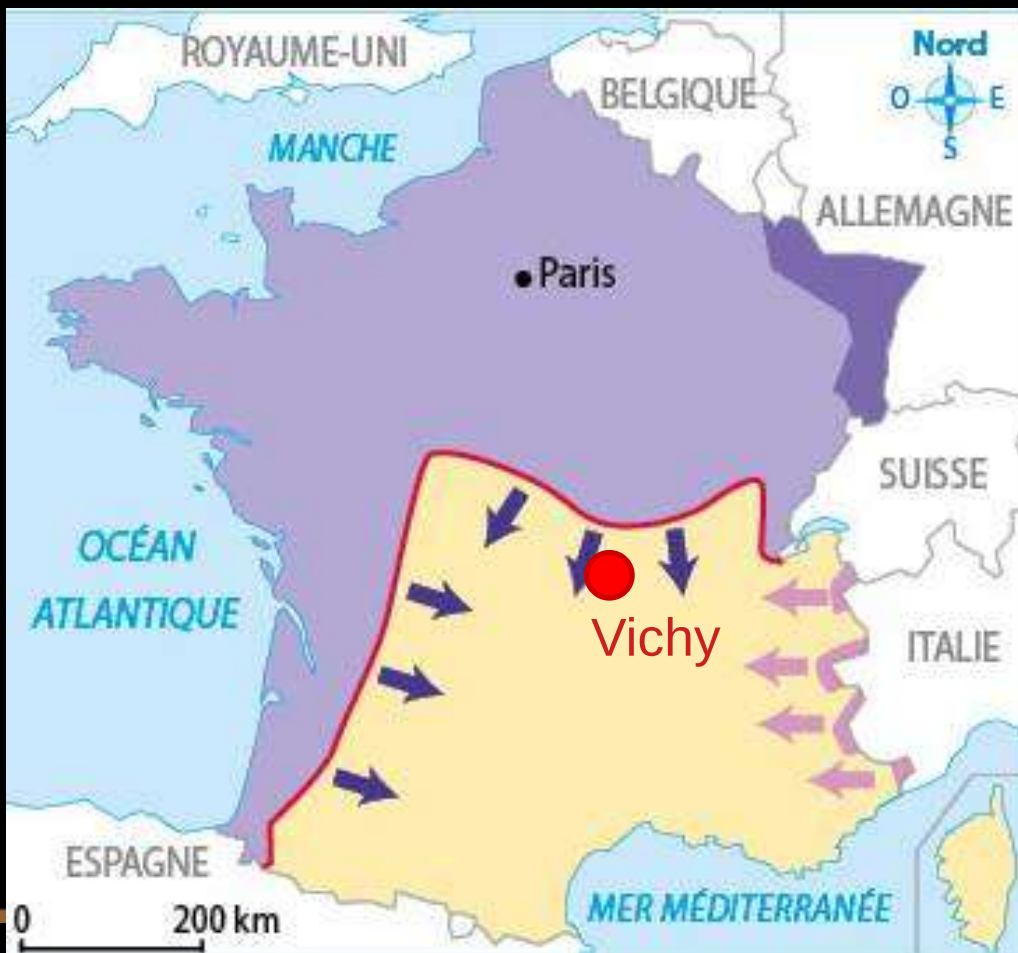 Nord
O E
S
ROYAUME-UNI
BELGIQUE
MANCHE
ALLEMAGNE
Paris
SUISSE
OCÉAN
ATLANTIQUE
Vichy
ITALIE
ESPAGNE
MER MÉDITERRANÉE
0 200 km